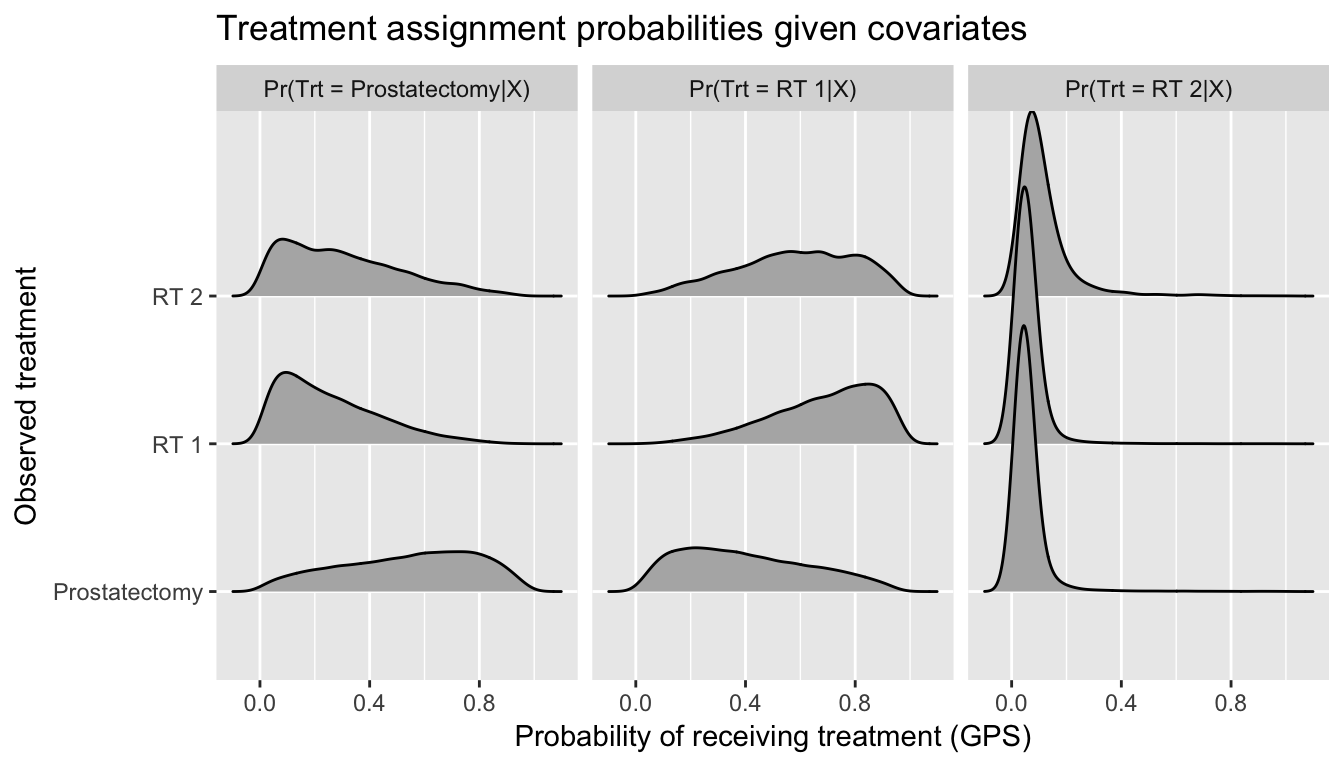 Treatment assignment probabilities given covariates
Pr(Trt = Prostatectomy|X)
Pr(Trt = RT 1|X)
Pr(Trt = RT 2|X)
Observed treatment
RT 2
RT 1
Prostatectomy
0.0 0.4 0.8
0.0 0.4 0.8
0.0 0.4 0.8
Probability of receiving treatment (GPS)